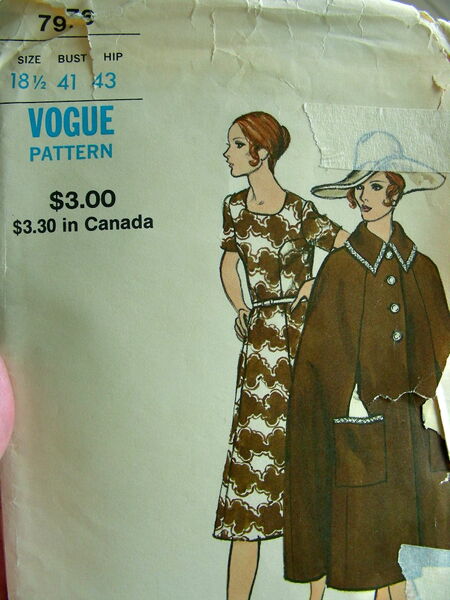 SIZE BUST HIP
18½ 41 43
VOGUE
PATTERN
$3.00
$3.30 in Canada